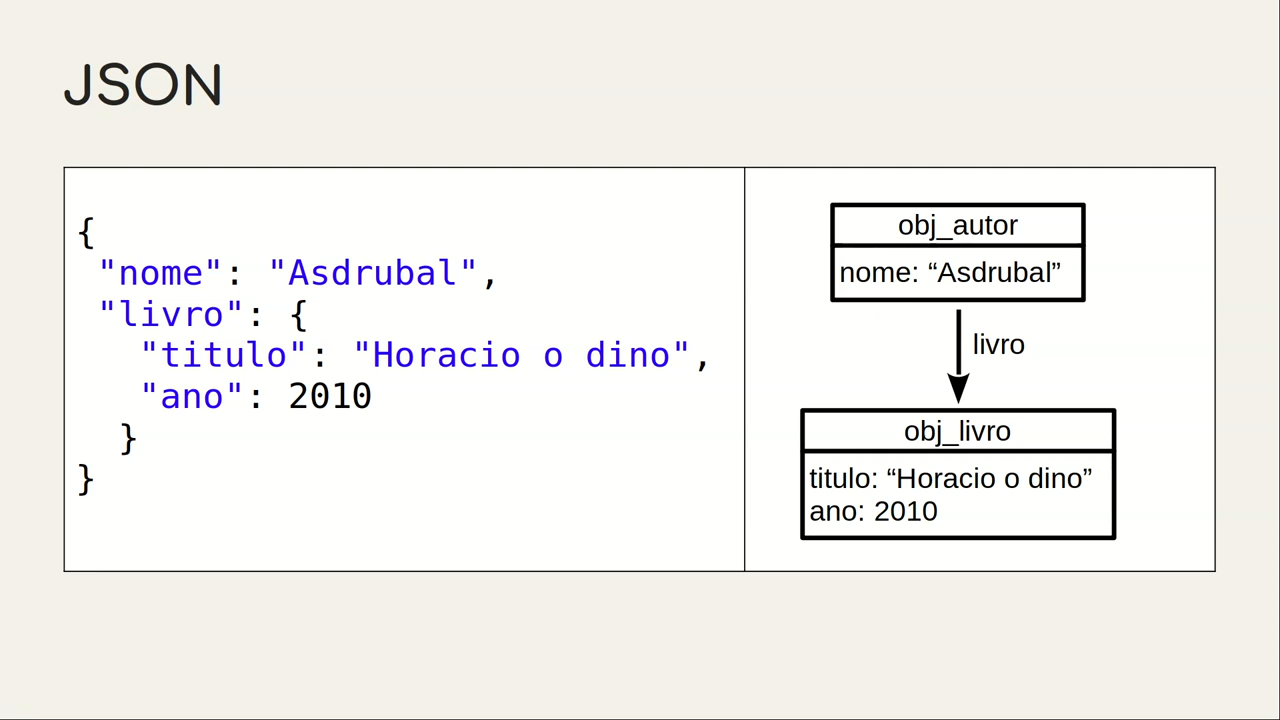 JSON
{
"nome": "Asdrubal",
"livro": {
"titulo": "Horacio o dino",
"ano": 2010
}
}
obj_autor
nome: “Asdrubal”
livro
obj_livro
titulo: “Horacio o dino”
ano: 2010